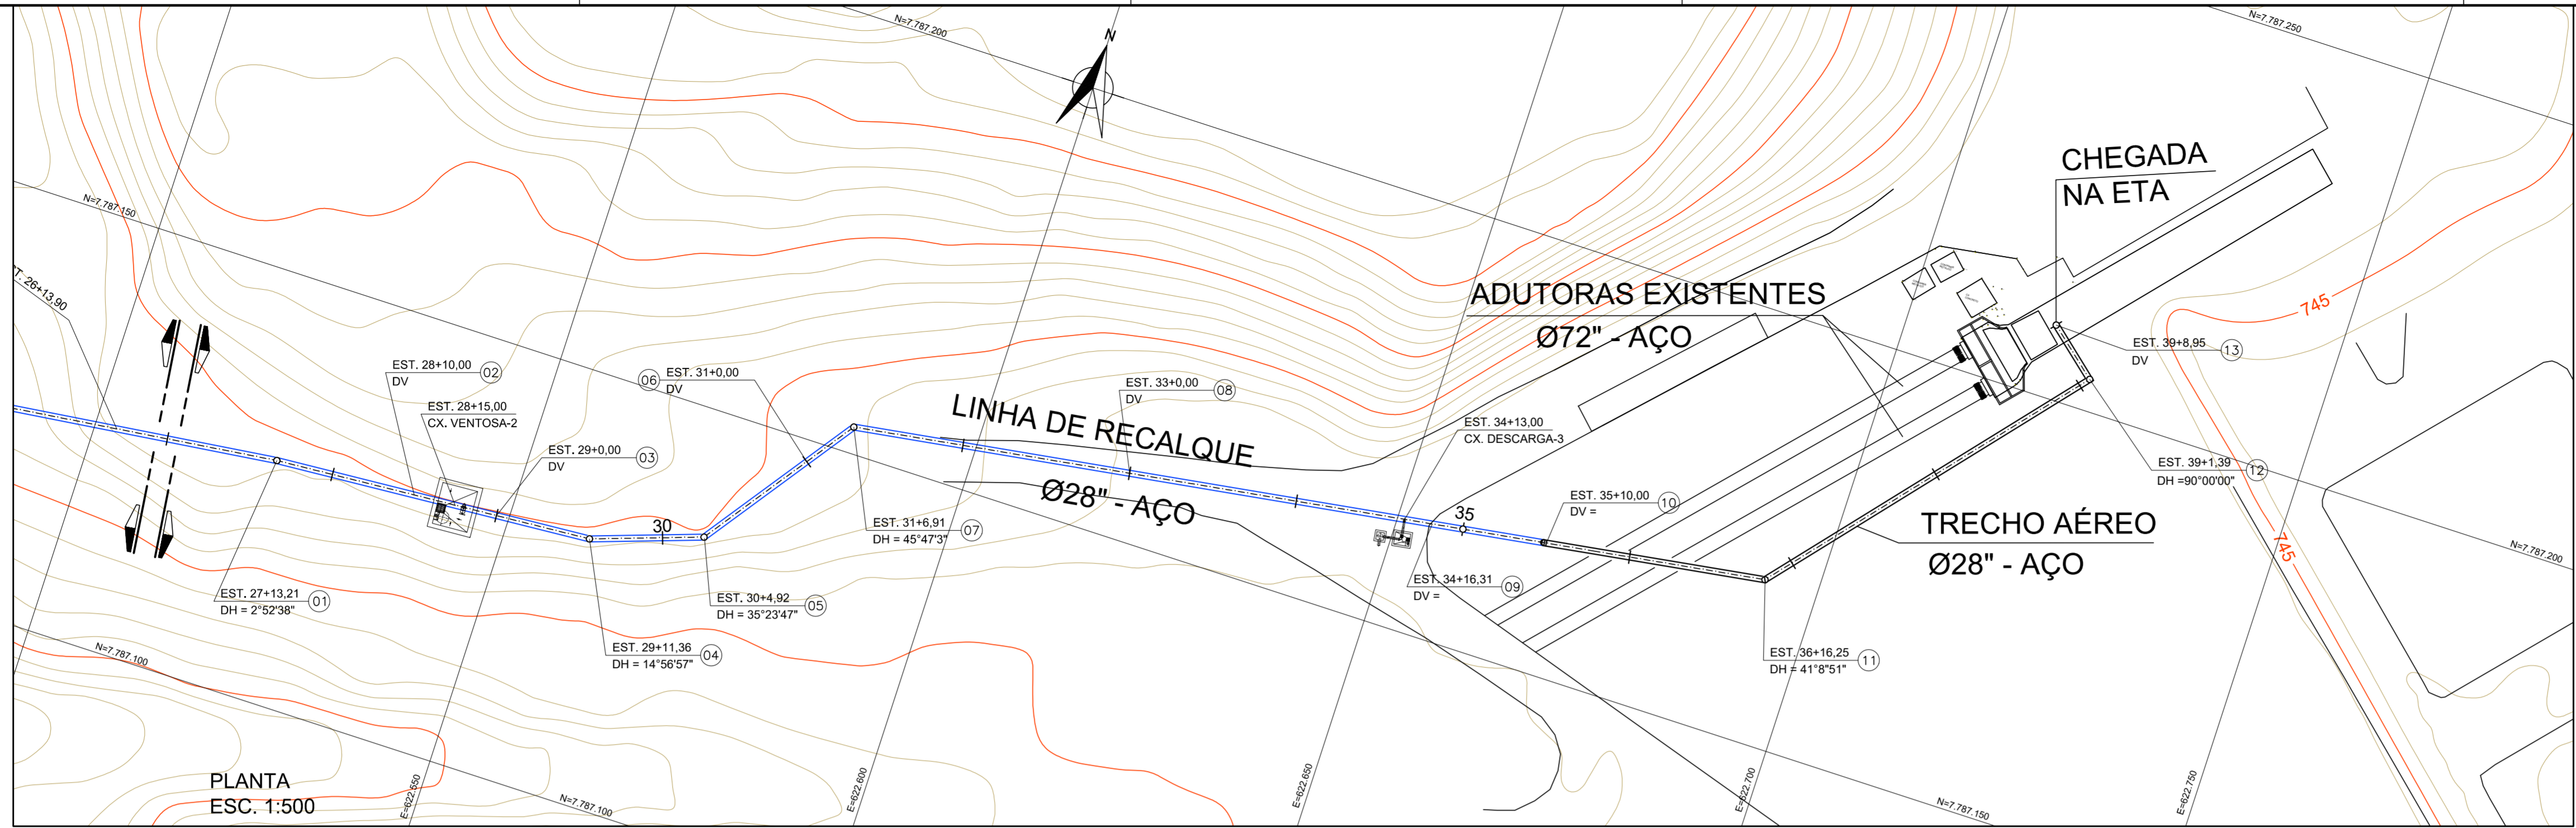 N=7.787.200
N=7.787.250
N
CHEGADA
NA ETA
N=7.787.150
T. 26+13,90
ADUTORAS EXISTENTES
Ø72" - AÇO
745
EST. 39+8,95
DV
13
EST. 28+10,00
DV
02
EST. 28+15,00
CX. VENTOSA-2
06
EST. 31+0,00
DV
EST. 33+0,00
DV
08
LINHA DE RECALQUE
Ø28" - AÇO
EST. 34+13,00
CX. DESCARGA-3
EST. 29+0,00
DV
03
EST. 39+1,39
DH =90°00'00"
12
EST. 35+10,00
DV =
10
30
35
EST. 31+6,91
DH = 45°47'3"
07
TRECHO AÉREO
Ø28" - AÇO
745
N=7.787.200
EST. 27+13,21
DH = 2°52'38"
01
EST. 30+4,92
DH = 35°23'47"
05
EST. 34+16,31
DV =
09
EST. 29+11,36
DH = 14°56'57"
04
EST. 36+16,25
DH = 41°8'51"
11
N=7.787.100
PLANTA
ESC. 1:500
E=622.550
N=7.787.100
E=622.600
E=622.650
E=622.700
N=7.787.150
E=622.750